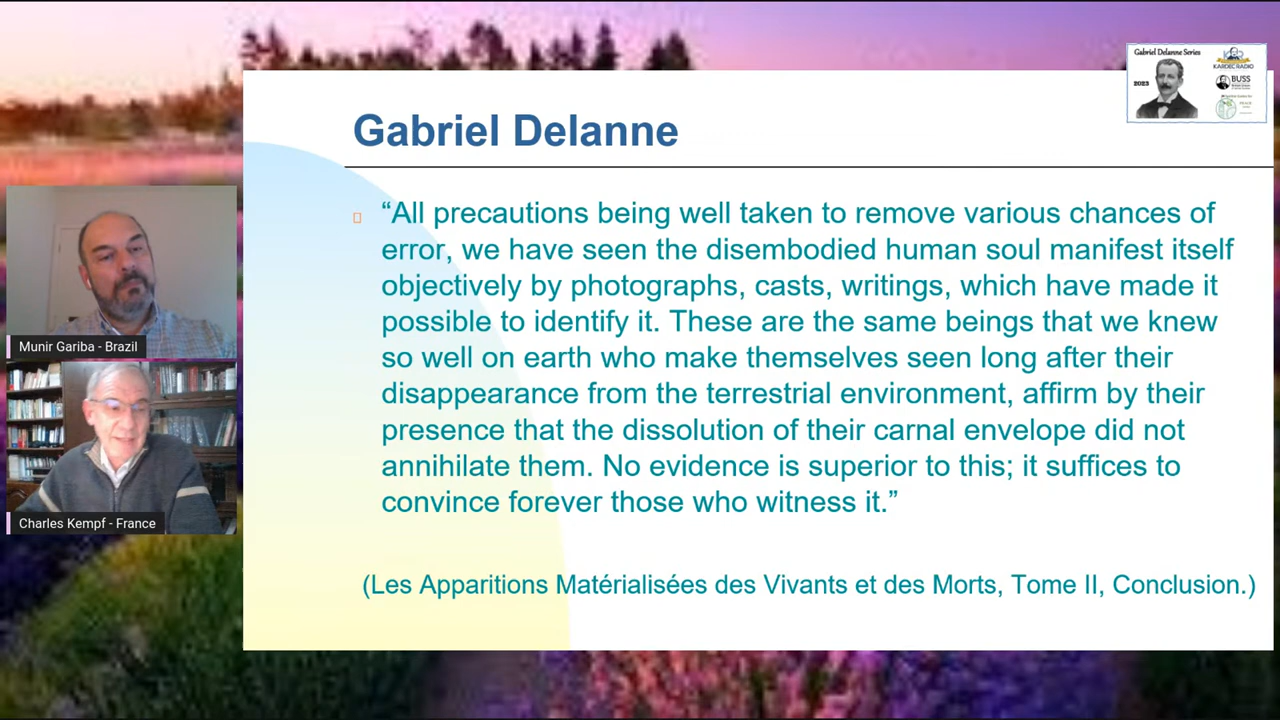 Gabriel Delanne Series
2023
KARDEC RADIO
BUSS
Gabriel Delanne
“All precautions being well taken to remove various chances of
error, we have seen the disembodied human soul manifest itself
objectively by photographs, casts, writings, which have made it
possible to identify it. These are the same beings that we knew
so well on earth who make themselves seen long after their
disappearance from the terrestrial environment, affirm by their
presence that the dissolution of their carnal envelope did not
annihilate them. No evidence is superior to this; it suffices to
convince forever those who witness it.”
(Les Apparitions Matérialisées des Vivants et des Morts, Tome II, Conclusion.)
Munir Gariba - Brazil
Charles Kempf - France